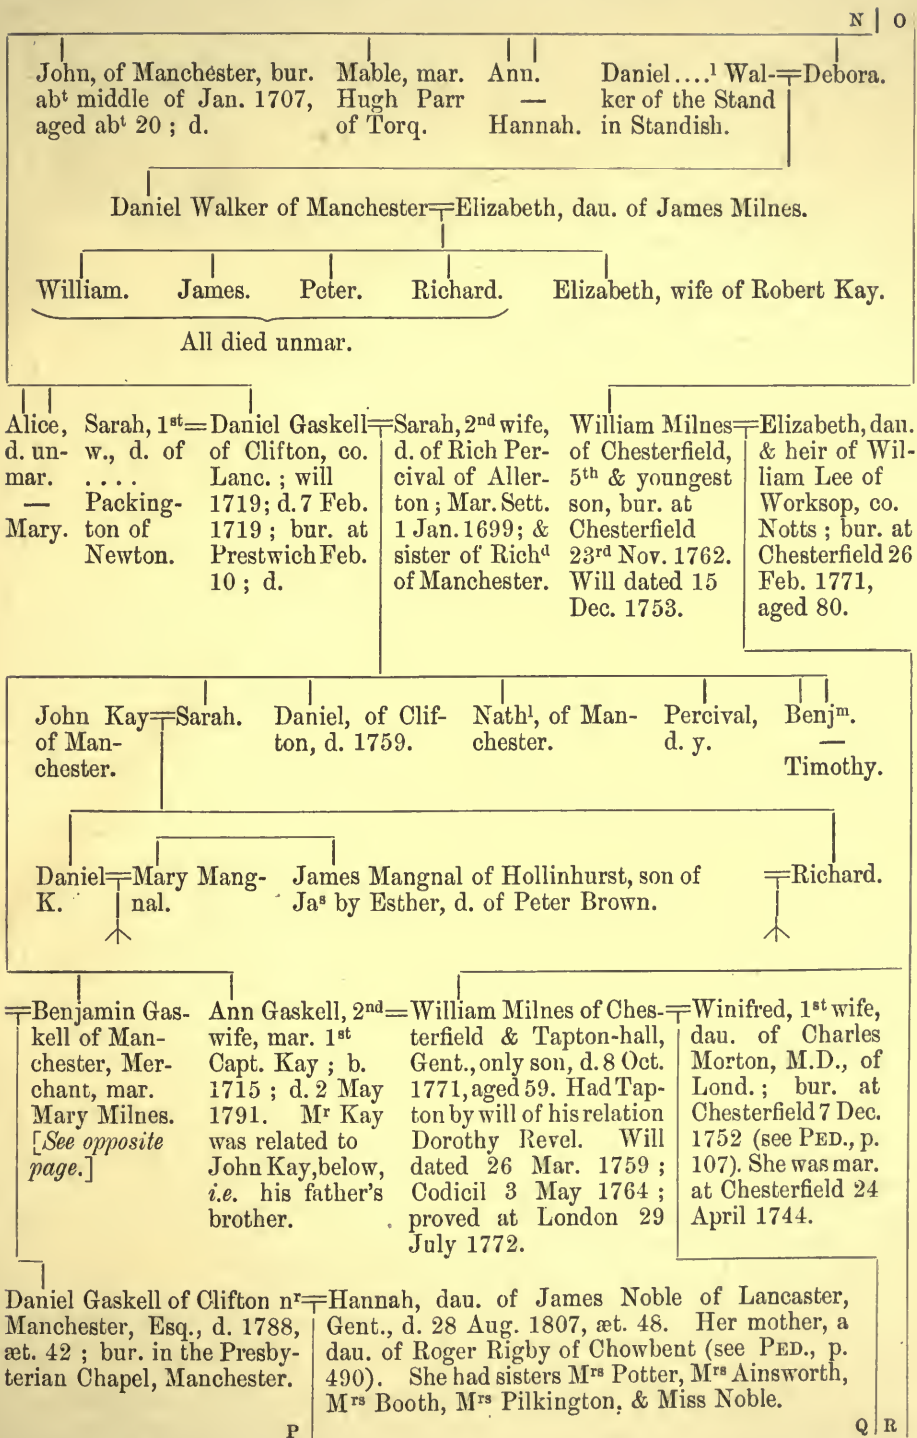 N | O
John, of Manchester, bur.
abt middle of Jan. 1707,
aged abt 20 ; d.
Mable, mar.
Hugh Parr
of Torq.
Ann.
—
Hannah.
Daniel....1 Wal-╤Debora.
ker of the Stand
in Standish.
Daniel Walker of Manchester╤Elizabeth, dau. of James Milnes.
William. James. Peter. Richard. Elizabeth, wife of Robert Kay.
All died unmar.
Alice,
d. un-
mar.
—
Mary.
Sarah, 1st=
w., d. of
....
Packing-
ton of
Newton.
Daniel Gaskell╤
of Clifton, co.
Lanc. ; will
1719; d. 7 Feb.
1719 ; bur. at
Prestwich Feb.
10 ; d.
Sarah, 2nd wife,
d. of Rich Per-
cival of Aller-
ton ; Mar. Sett.
1 Jan. 1699; &
sister of Richd
of Manchester.
William Milnes╤
of Chesterfield,
5th & youngest
son, bur. at
Chesterfield
23rd Nov. 1762.
Will dated 15
Dec. 1753.
Elizabeth, dau.
& heir of Wil-
liam Lee of
Worksop, co.
Notts ; bur. at
Chesterfield 26
Feb. 1771,
aged 80.
John Kay╤Sarah.
of Man-
chester.
Daniel, of Clif-
ton, d. 1759.
Nathl, of Man-
chester.
Percival,
d. y.
Benjm.
—
Timothy.
Daniel╤Mary Mang-
K. nal.
James Mangnal of Hollinhurst, son of
Jas by Esther, d. of Peter Brown.
╤Richard.
╤Benjamin Gas-
kell of Man-
chester, Mer-
chant, mar.
Mary Milnes.
[See opposite
page.]
Ann Gaskell, 2nd=
wife, mar. 1st
Capt. Kay ; b.
1715 ; d. 2 May
1791. Mr Kay
was related to
John Kay, below,
i.e. his father's
brother.
William Milnes of Ches-╤
terfield & Tapton-hall,
Gent., only son, d. 8 Oct.
1771, aged 59. Had Tap-
ton by will of his relation
Dorothy Revel. Will
dated 26 Mar. 1759 ;
Codicil 3 May 1764 ;
proved at London 29
July 1772.
Winifred, 1st wife,
dau. of Charles
Morton, M.D., of
Lond. ; bur. at
Chesterfield 7 Dec.
1752 (see PED., p.
107). She was mar.
at Chesterfield 24
April 1744.
Daniel Gaskell of Clifton nr╤
Manchester, Esq., d. 1788,
æt. 42 ; bur. in the Presby-
terian Chapel, Manchester.
Hannah, dau. of James Noble of Lancaster,
Gent., d. 28 Aug. 1807, æt. 48. Her mother, a
dau. of Roger Rigby of Chowbent (see PED., p.
490). She had sisters Mrs Potter, Mrs Ainsworth,
Mrs Booth, Mrs Pilkington, & Miss Noble.
P
Q | R